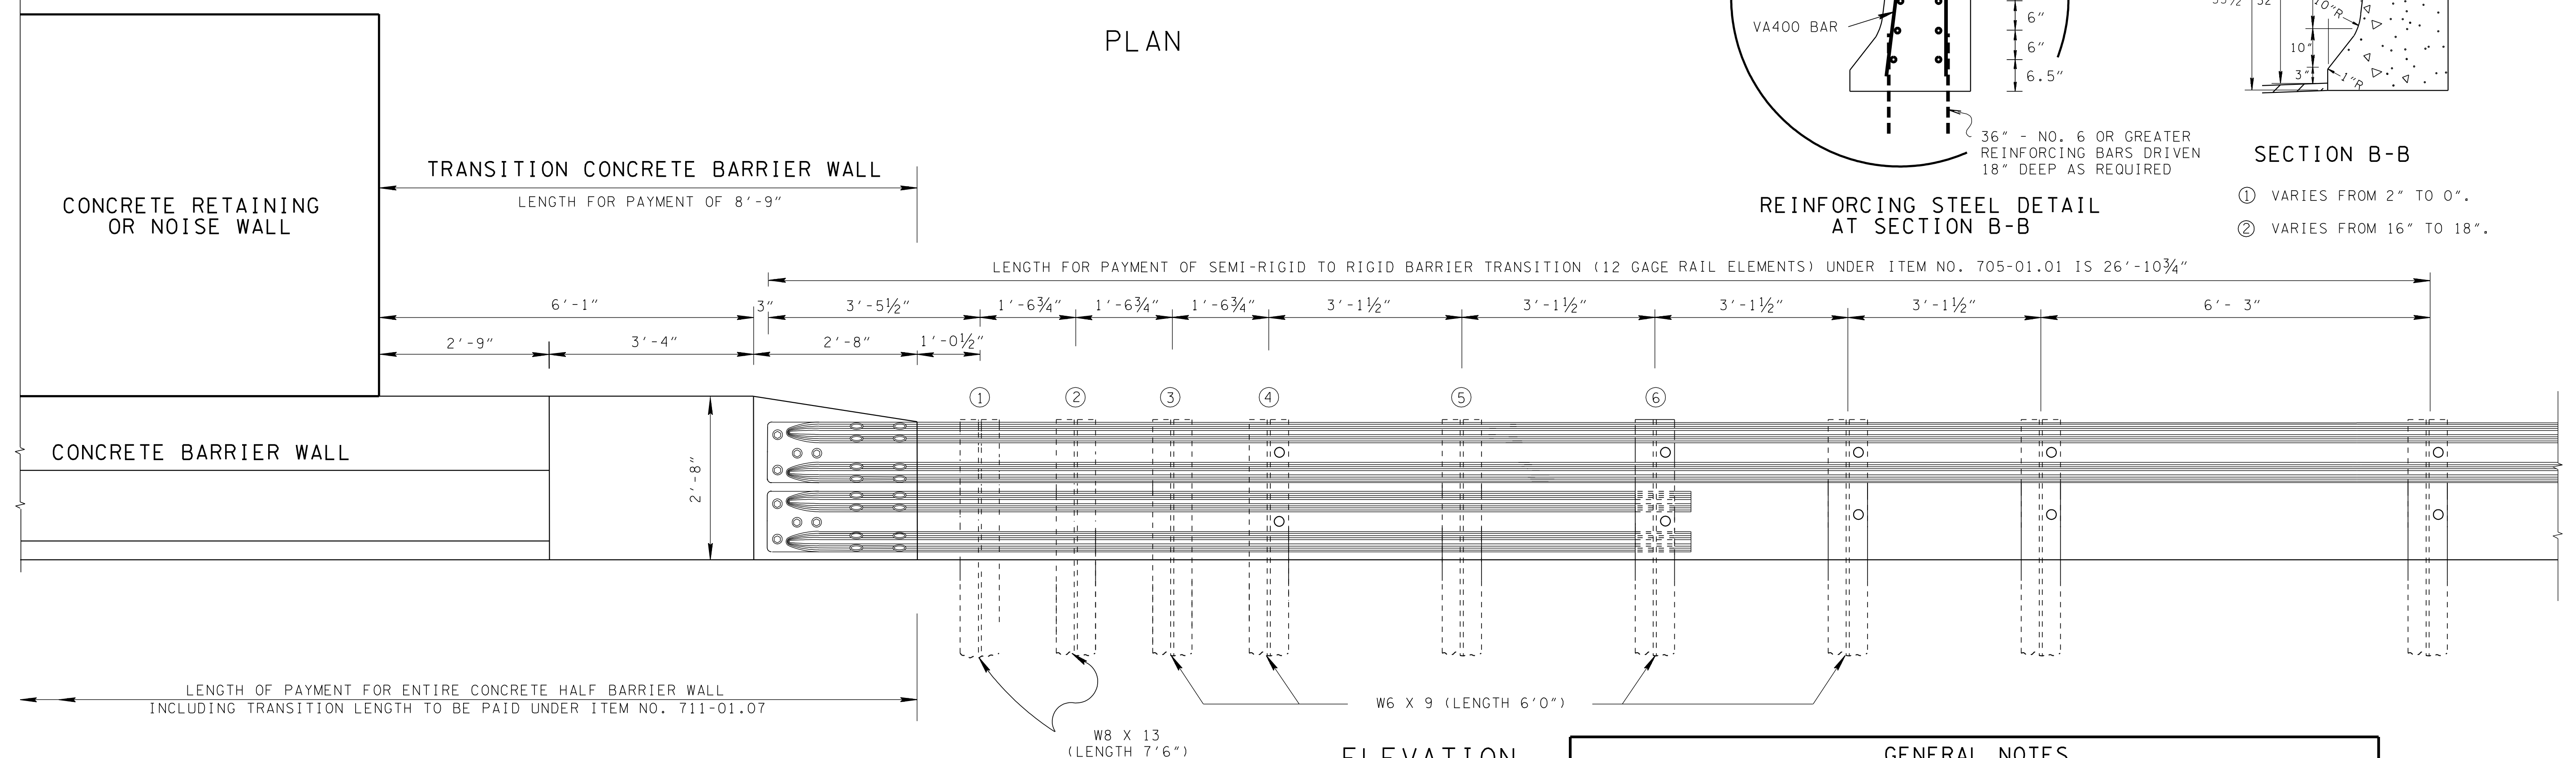 PLAN
VA400 BAR
6"
6"
6.5"
36" - NO. 6 OR GREATER
REINFORCING BARS DRIVEN
18" DEEP AS REQUIRED
REINFORCING STEEL DETAIL
AT SECTION B-B
10"R
10"
3"
1"R
SECTION B-B
① VARIES FROM 2" TO 0".
② VARIES FROM 16" TO 18".
CONCRETE RETAINING
OR NOISE WALL
TRANSITION CONCRETE BARRIER WALL
LENGTH FOR PAYMENT OF 8'-9"
LENGTH FOR PAYMENT OF SEMI-RIGID TO RIGID BARRIER TRANSITION (12 GAGE RAIL ELEMENTS) UNDER ITEM NO. 705-01.01 IS 26'-10¾"
6'-1" 3" 3'-5½" 1'-6¾" 1'-6¾" 1'-6¾" 3'-1½" 3'-1½" 3'-1½" 3'-1½" 6'- 3"
2'-9" 3'-4" 2'-8" 1'-0½"
① ② ③ ④ ⑤ ⑥
CONCRETE BARRIER WALL
2'-8"
LENGTH OF PAYMENT FOR ENTIRE CONCRETE HALF BARRIER WALL
INCLUDING TRANSITION LENGTH TO BE PAID UNDER ITEM NO. 711-01.07
W8 X 13
(LENGTH 7'6")
W6 X 9 (LENGTH 6'0")
ELEVATION
GENERAL NOTES